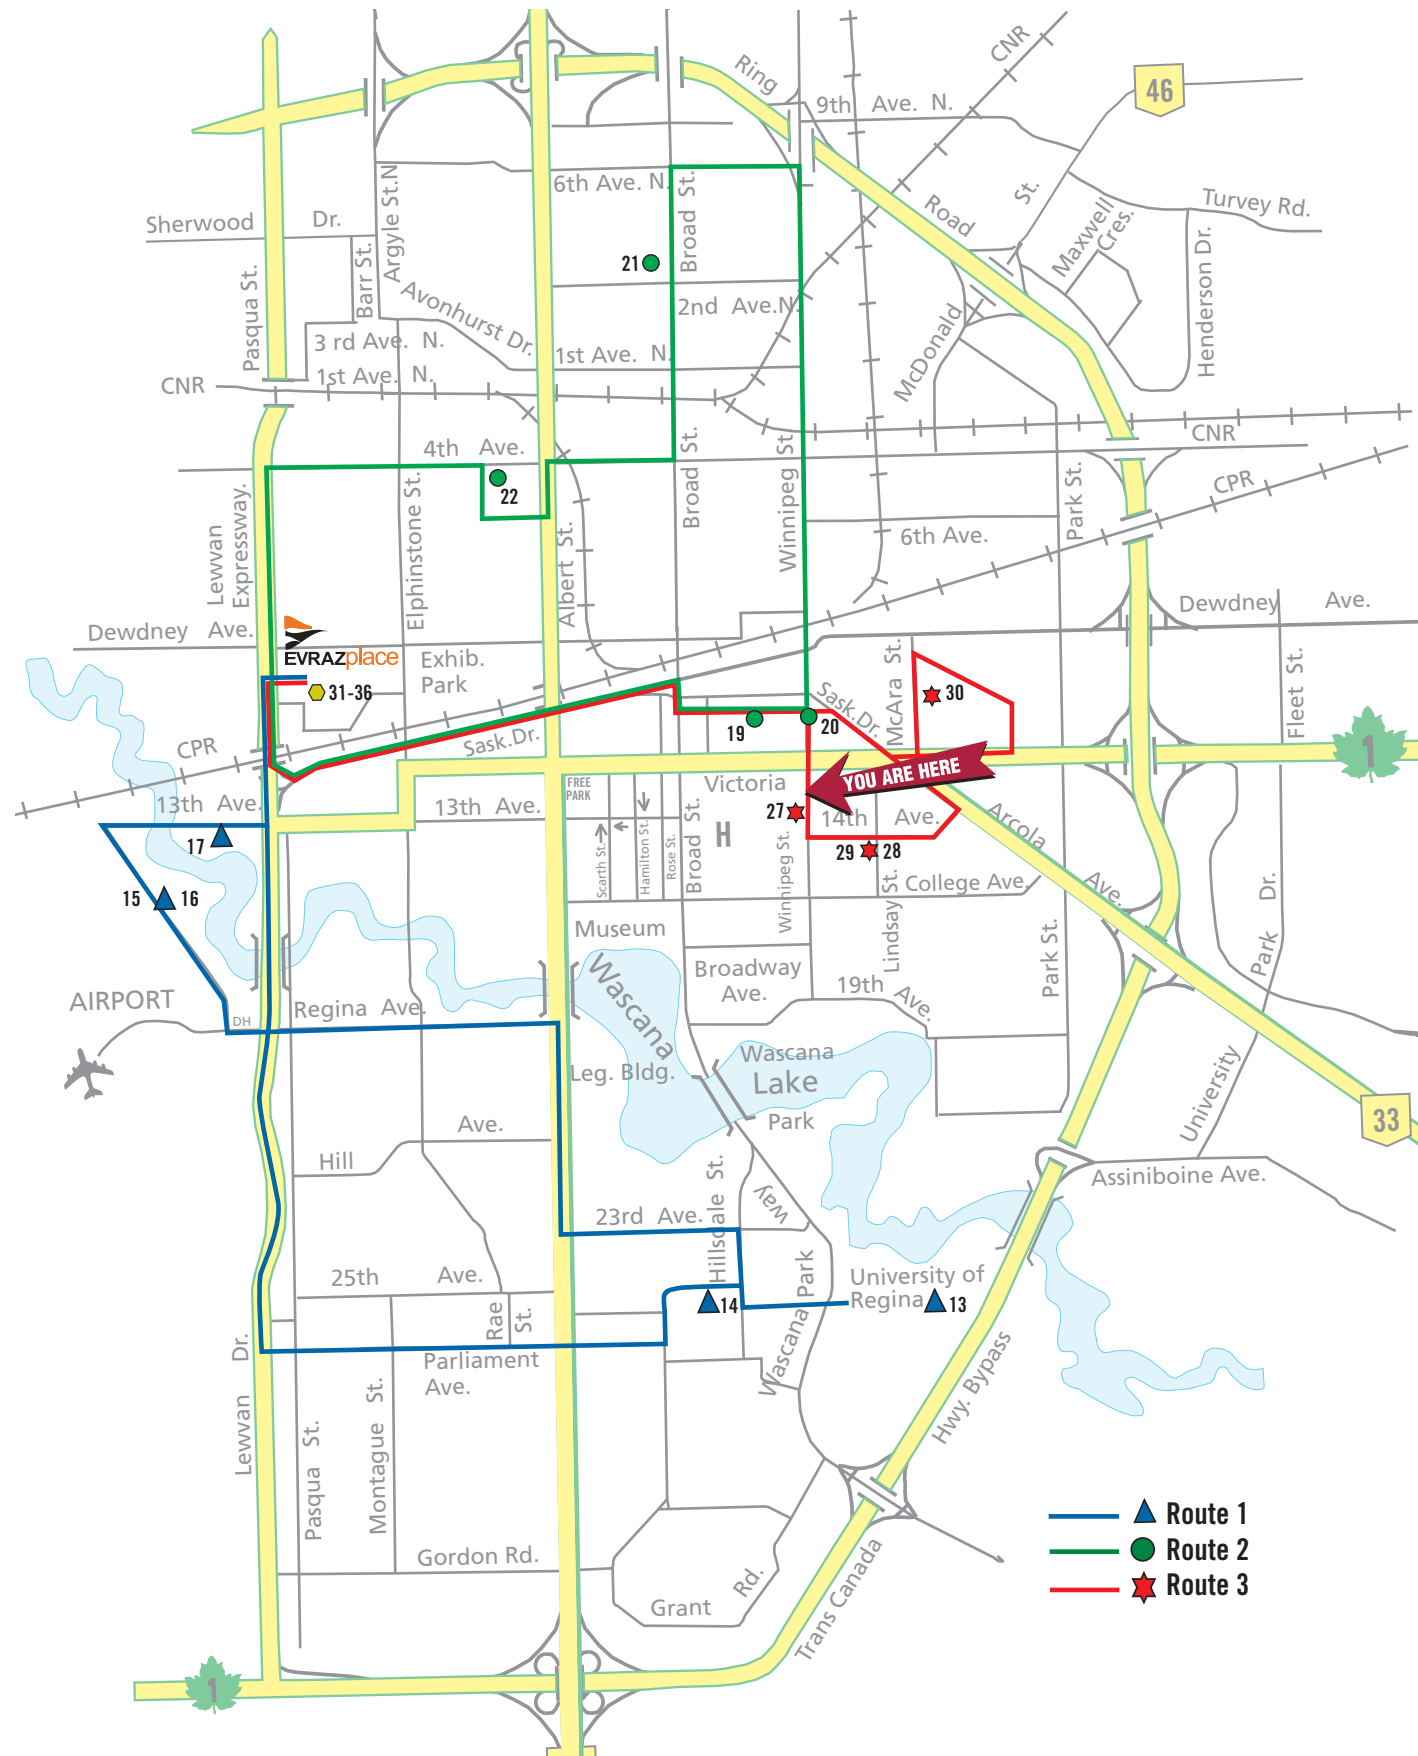 CNR
Ring
46
9th Ave. N.
6th Ave. N.
Broad St.
Argyle St.N
St.
Turvey Rd.
Maxwell
Cres.
Sherwood Dr.
Road
Barr St.
Henderson Dr.
21
Pasqua St.
Avonhurst Dr.
2nd Ave.N.
McDonald
3 rd Ave. N.
1st Ave. N.
1st Ave. N.
CNR
CNR
4th Ave.
Broad St.
Winnipeg St.
Park St.
CPR
22
Lewvan
Expressway.
Elphinstone St.
Albert St.
6th Ave.
Dewdney Ave.
Dewdney Ave.
EVRAZplace
Exhib.
Park
31-36
McAra St.
Fleet St.
30
Sask.Dr.
19
20
CPR
Sask.Dr.
1
YOU ARE HERE
FREE
PARK
Victoria
13th Ave.
13th Ave.
27
14th Ave.
Arcola
Ave.
17
H
Scarth St.
Hamilton St.
Rose St.
Broad St.
Winnipeg St.
29
28
College Ave.
Lindsay St.
Park Dr.
15
16
Museum
Park St.
Wascana
Broadway
Ave.
19th Ave.
AIRPORT
DH
Regina Ave.
Leg. Bldg.
Wascana
Lake
Park
University
33
Ave.
Hill
Assiniboine Ave.
Hillsdale St.
way
23rd Ave.
25th Ave.
Wascana Park
University of
Regina
13
14
Rae
St.
Lewvan Dr.
Parliament
Ave.
Hwy. Bypass
Pasqua St.
Montague St.
Gordon Rd.
Grant Rd.
Trans Canada
Route 1
Route 2
Route 3
1